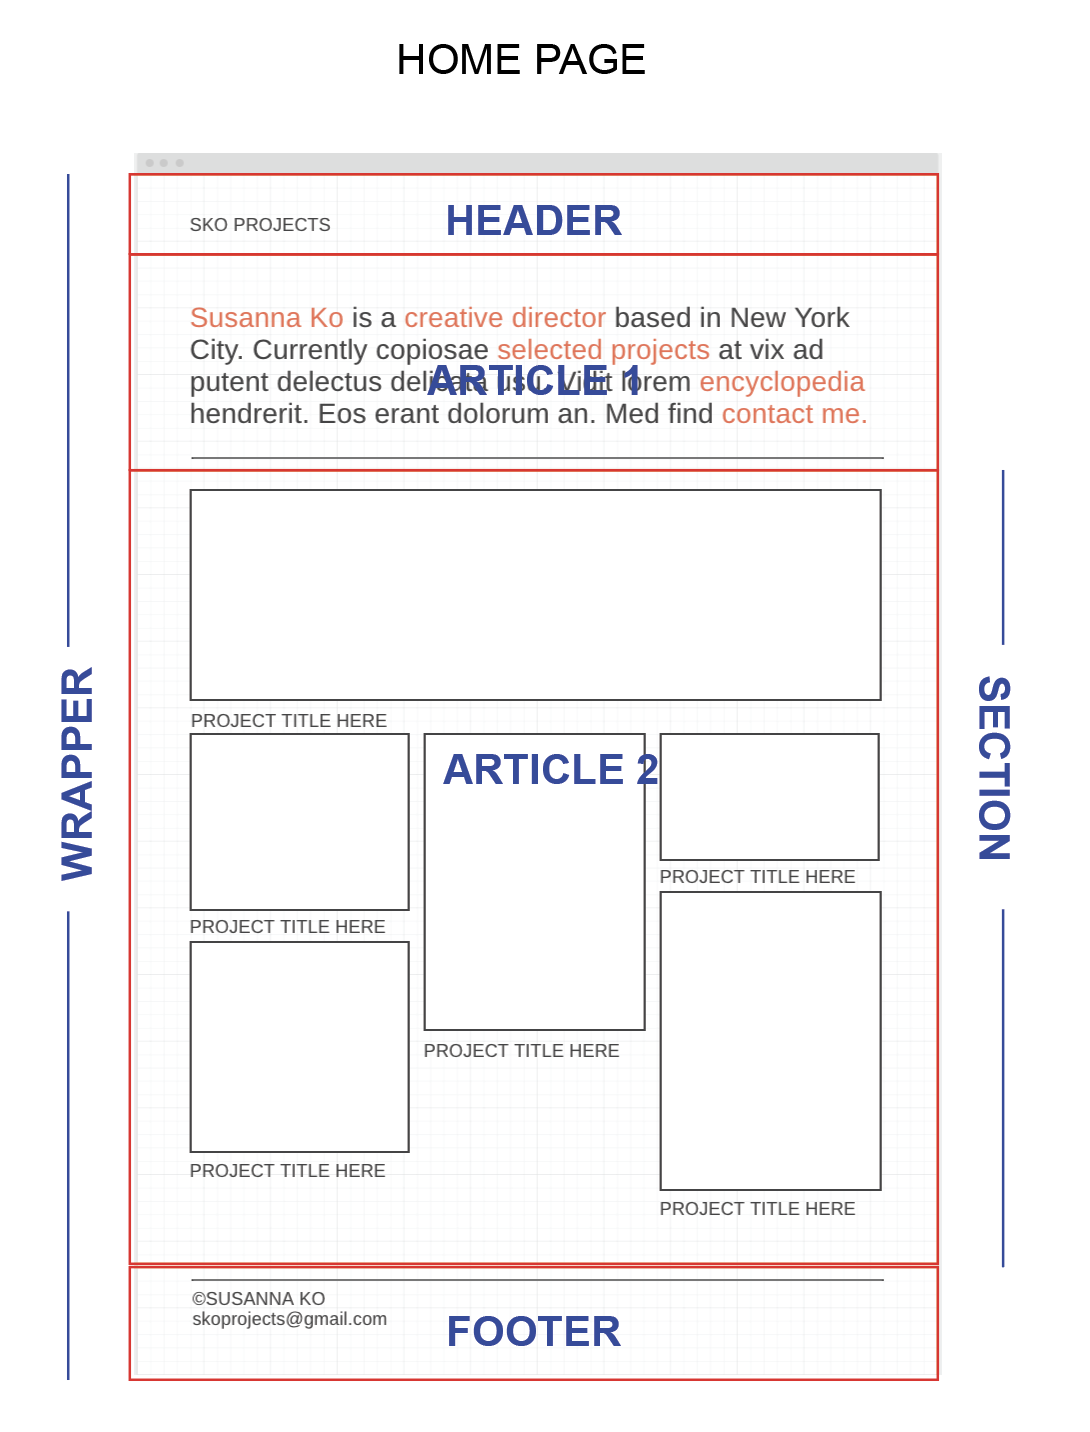 HOME PAGE
SKO PROJECTS
HEADER
Susanna Ko is a creative director based in New York
City. Currently copiosae selected projects at vix ad
putent delectus delicata usu. Vidit lorem encyclopedia
hendrerit. Eos erant dolorum an. Med find contact me.
ARTICLE 1
PROJECT TITLE HERE
ARTICLE 2
PROJECT TITLE HERE
PROJECT TITLE HERE
PROJECT TITLE HERE
PROJECT TITLE HERE
PROJECT TITLE HERE
WRAPPER
SECTION
©SUSANNA KO
skoprojects@gmail.com
FOOTER